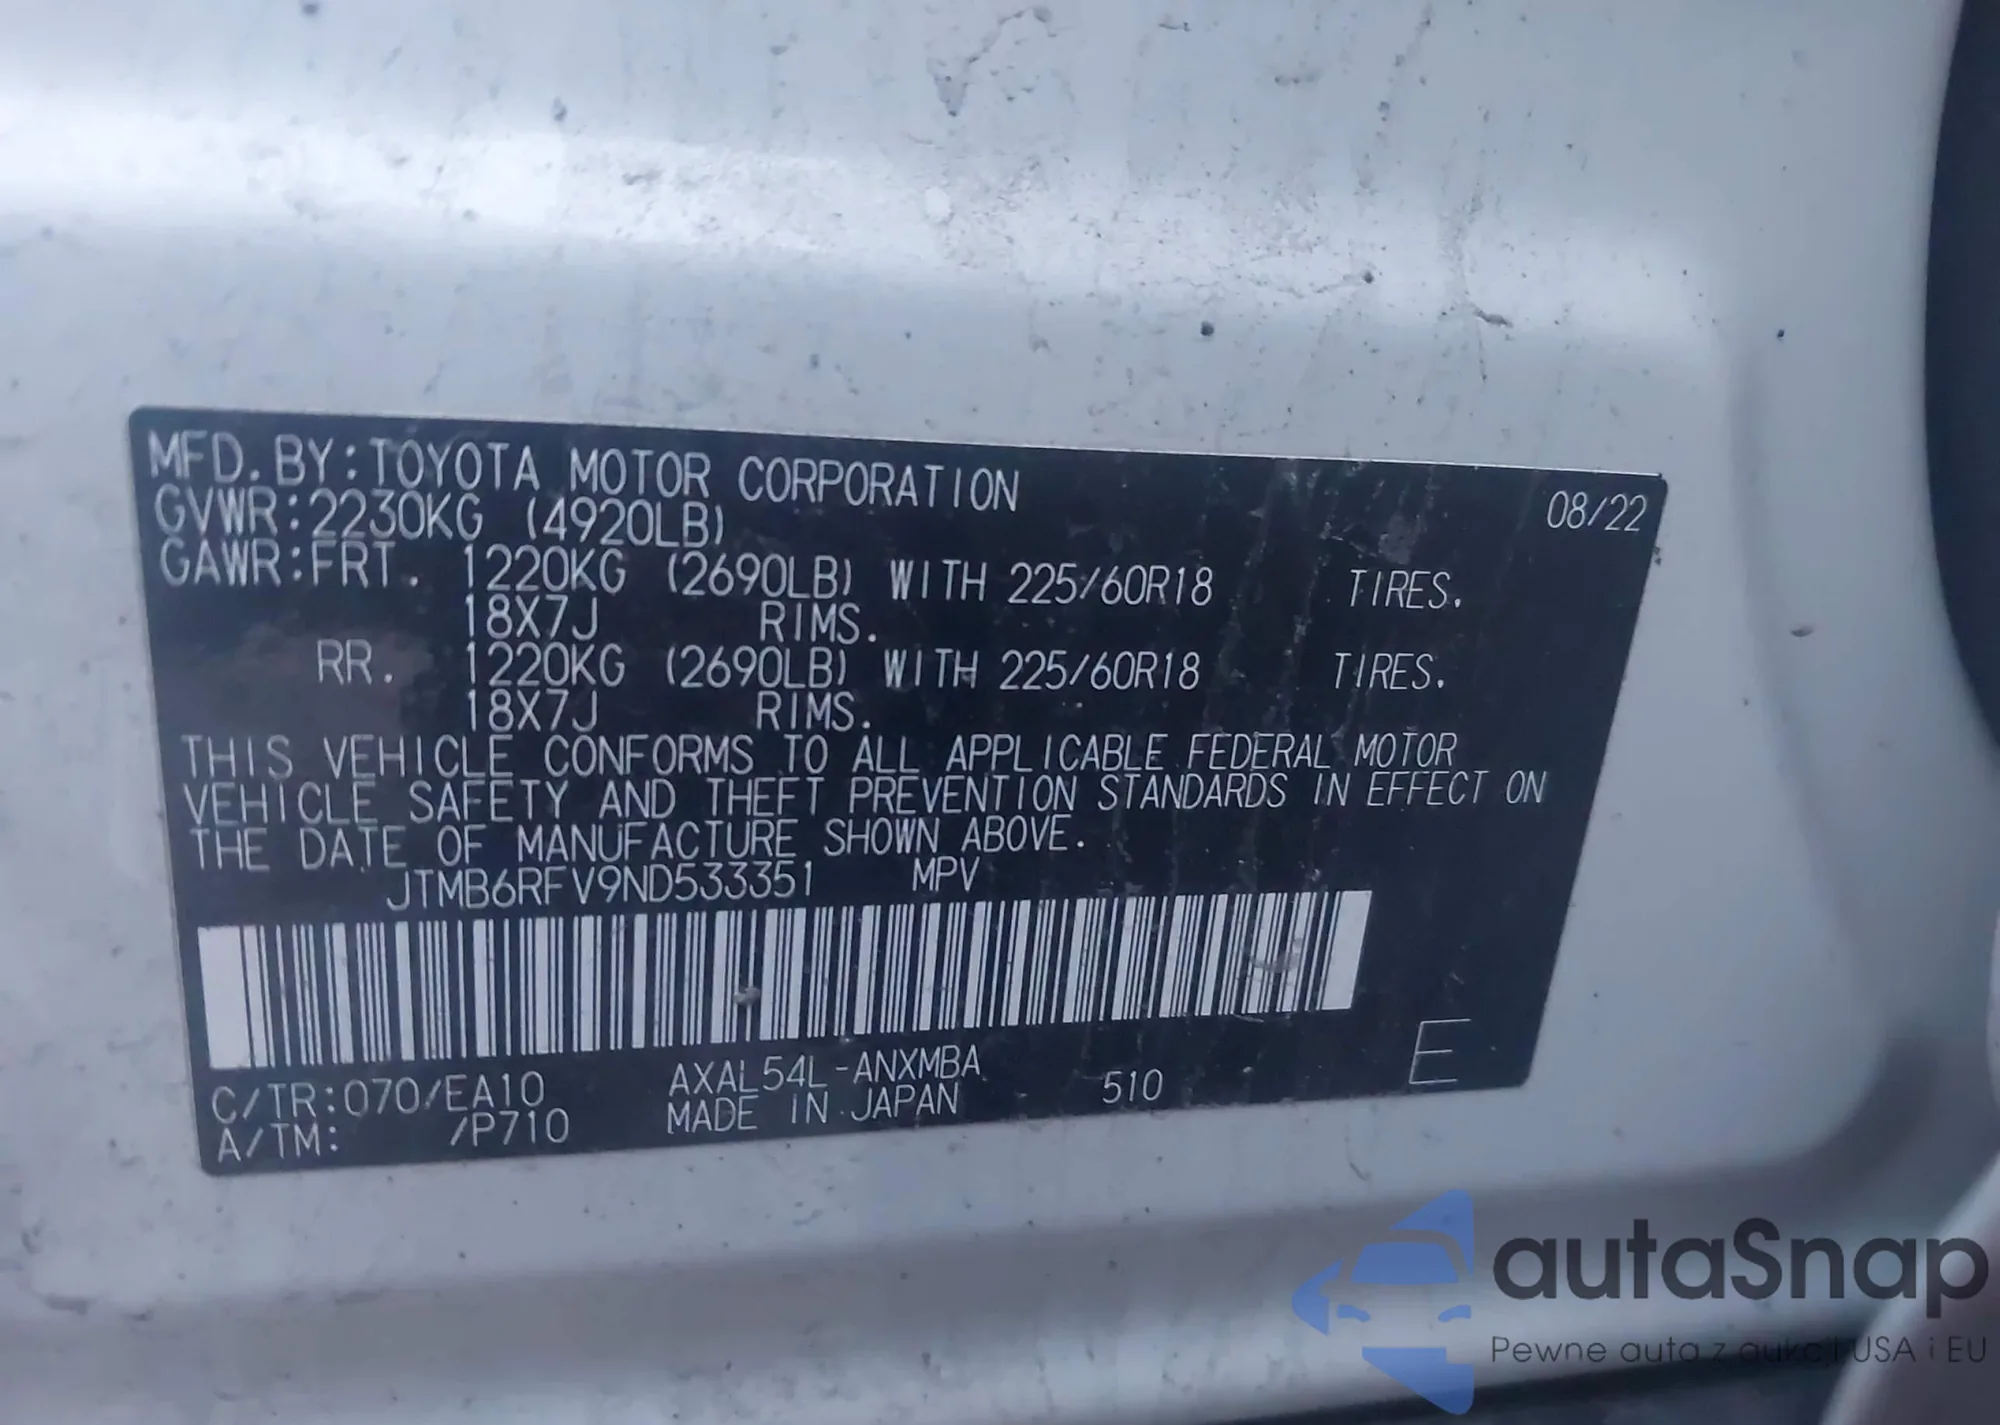 MFD. BY: TOYOTA MOTOR CORPORATION 08/22
GVWR: 2230KG (4920LB)
GAWR: FRT. 1220KG (2690LB) WITH 225/60R18 TIRES.
18X7J RIMS.
RR. 1220KG (2690LB) WITH 225/60R18 TIRES.
18X7J RIMS.
THIS VEHICLE CONFORMS TO ALL APPLICABLE FEDERAL MOTOR
VEHICLE SAFETY AND THEFT PREVENTION STANDARDS IN EFFECT ON
THE DATE OF MANUFACTURE SHOWN ABOVE.
JTMB6RFV9ND533351 MPV
C/TR: 070/EA10 AXAL54L-ANXMBA 510 E
A/TM: /P710 MADE IN JAPAN
autaSnap
Pewne auta z aukcji USA i EU